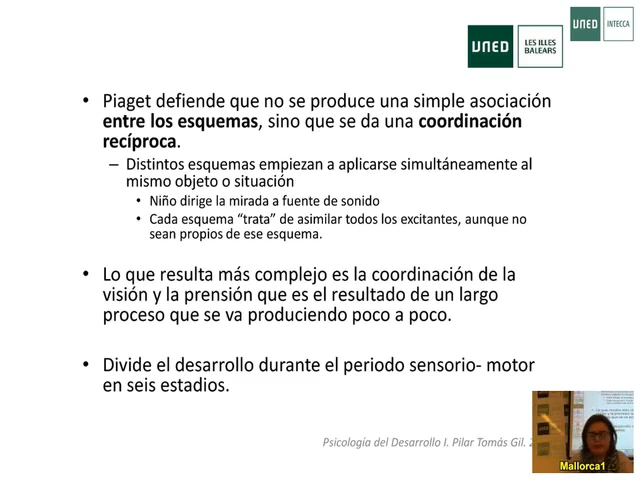 UNED
INTECCA
UNED
LES ILLES
BALEARS
• Piaget defiende que no se produce una simple asociación
entre los esquemas, sino que se da una coordinación
recíproca.
– Distintos esquemas empiezan a aplicarse simultáneamente al
mismo objeto o situación
• Niño dirige la mirada a fuente de sonido
• Cada esquema “trata” de asimilar todos los excitantes, aunque no
sean propios de ese esquema.
• Lo que resulta más complejo es la coordinación de la
visión y la prensión que es el resultado de un largo
proceso que se va produciendo poco a poco.
• Divide el desarrollo durante el periodo sensorio- motor
en seis estadios.
Psicología del Desarrollo I. Pilar Tomás Gil.
Mallorca1